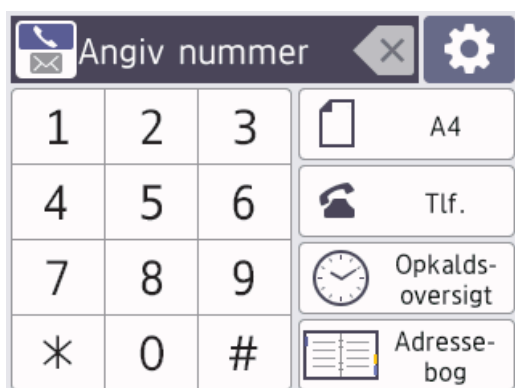 Angiv nummer
1 2 3
A4
4 5 6
Tlf.
7 8 9
Opkalds-
oversigt
* 0 #
Adresse-
bog